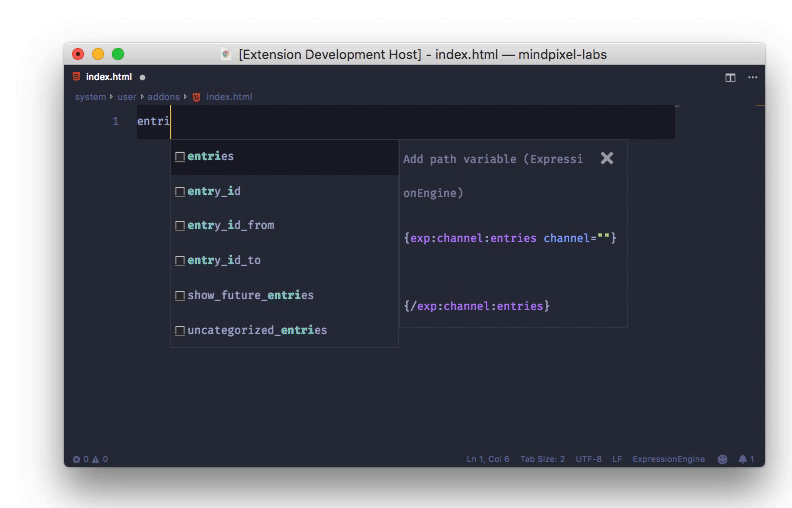 [Extension Development Host] - index.html — mindpixel-labs
index.html
system user addons index.html
1 entri
entries
entry_id
entry_id_from
entry_id_to
show_future_entries
uncategorized_entries
Add path variable (Expressi
onEngine)
{exp:channel:entries channel=""}
{/exp:channel:entries}
0 0 Ln 1, Col 6 Tab Size: 2 UTF-8 LF ExpressionEngine 1